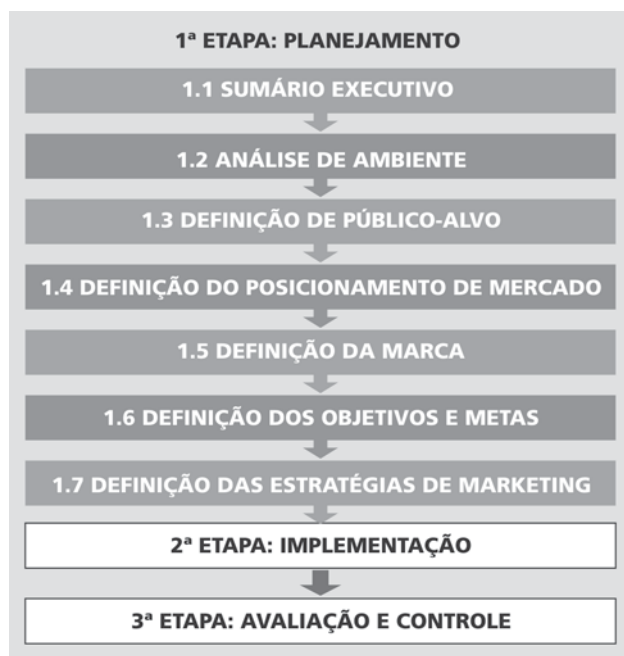 1ª ETAPA: PLANEJAMENTO
1.1 SUMÁRIO EXECUTIVO
1.2 ANÁLISE DE AMBIENTE
1.3 DEFINIÇÃO DE PÚBLICO-ALVO
1.4 DEFINIÇÃO DO POSICIONAMENTO DE MERCADO
1.5 DEFINIÇÃO DA MARCA
1.6 DEFINIÇÃO DOS OBJETIVOS E METAS
1.7 DEFINIÇÃO DAS ESTRATÉGIAS DE MARKETING
2ª ETAPA: IMPLEMENTAÇÃO
3ª ETAPA: AVALIAÇÃO E CONTROLE